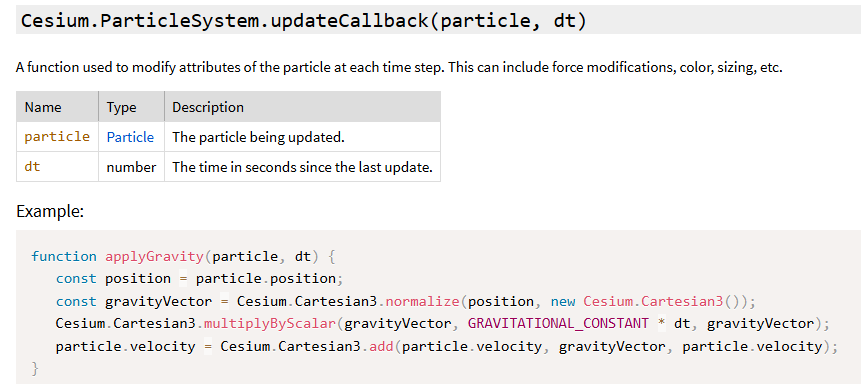 Cesium.ParticleSystem.updateCallback(particle, dt)
A function used to modify attributes of the particle at each time step. This can include force modifications, color, sizing, etc.
Name Type Description
particle Particle The particle being updated.
dt number The time in seconds since the last update.
Example:
function applyGravity(particle, dt) {
   const position = particle.position;
   const gravityVector = Cesium.Cartesian3.normalize(position, new Cesium.Cartesian3());
   Cesium.Cartesian3.multiplyByScalar(gravityVector, GRAVITATIONAL_CONSTANT * dt, gravityVector);
   particle.velocity = Cesium.Cartesian3.add(particle.velocity, gravityVector, particle.velocity);
}